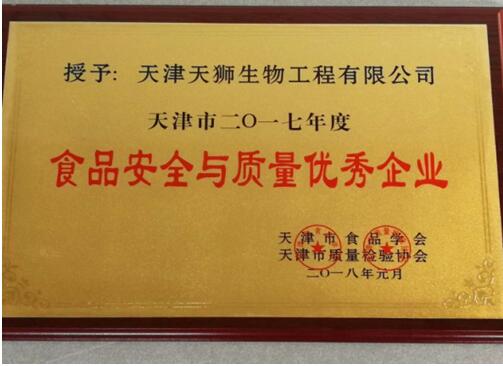 授予: 天津天狮生物工程有限公司
天津市二〇一七年度
食品安全与质量优秀企业
天津市食品学会
天津市质量检验协会
二〇一八年元月